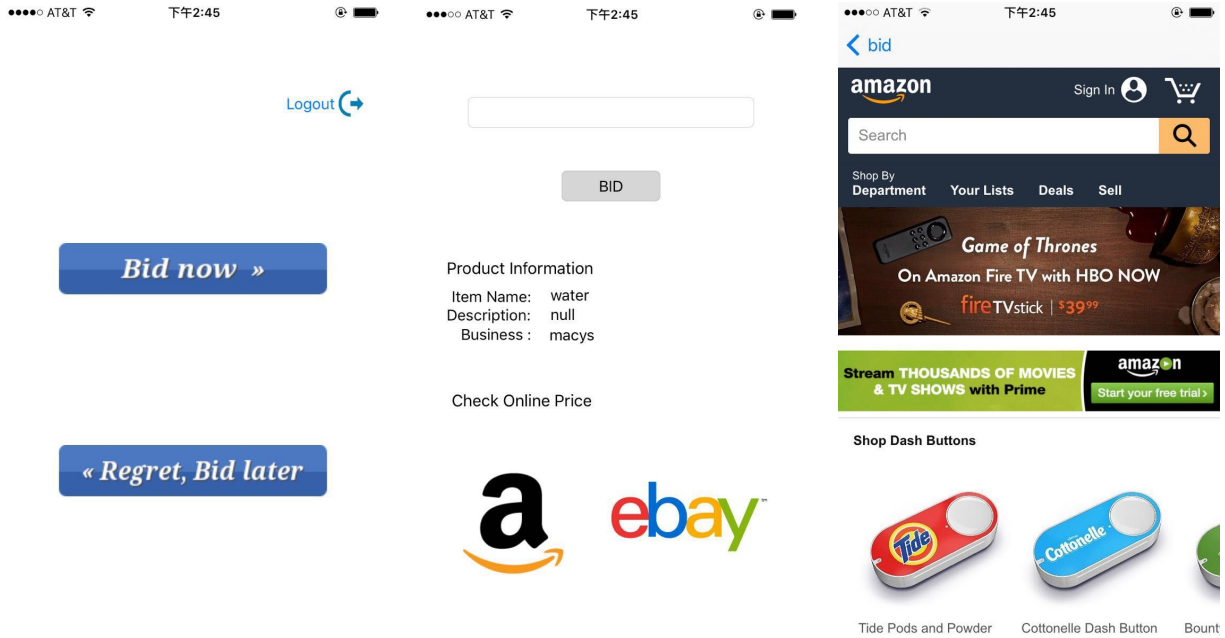 AT&T 下午2:45
Logout
Bid now »
« Regret, Bid later
AT&T 下午2:45
BID
Product Information
Item Name: water
Description: null
Business : macys
Check Online Price
a
ebay
AT&T 下午2:45
bid
amazon
Sign In
Search
Shop By
Department Your Lists Deals Sell
Game of Thrones
On Amazon Fire TV with HBO NOW
fireTVstick | $39 99
Stream THOUSANDS OF MOVIES
& TV SHOWS with Prime
amazon
Start your free trial ›
Shop Dash Buttons
Tide
Cottonelle
Tide Pods and Powder
Cottonelle Dash Button
Bount